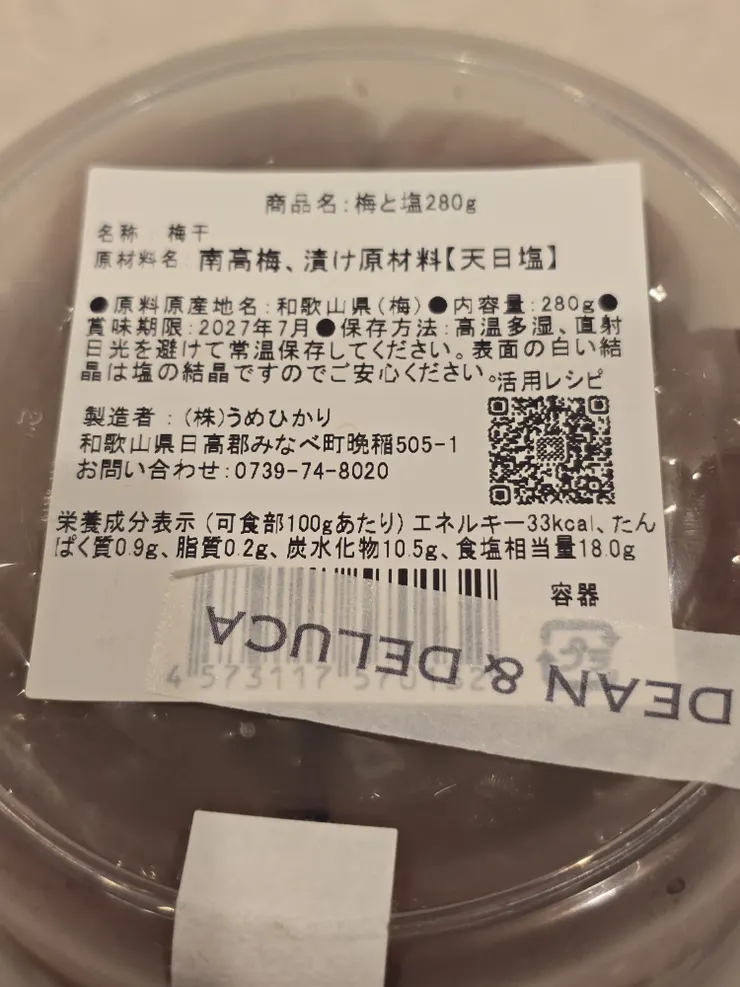 商品名:梅と塩280g
名称 : 梅干
原材料名: 南高梅、漬け原材料【天日塩】
●原料原産地名:和歌山県(梅)●内容量:280g●
賞味期限:2027年7月●保存方法:高温多湿、直射
日光を避けて常温保存してください。表面の白い結
晶は塩の結晶ですのでご安心ください。
活用レシピ
製造者 : (株)うめひかり
和歌山県日高郡みなべ町晩稲505-1
お問い合わせ:0739-74-8020
栄養成分表示 (可食部100gあたり) エネルギー33kcal、たん
ぱく質0.9g、脂質0.2g、炭水化物10.5g、食塩相当量18.0g
容器
プラ
DEAN & DELUCA
4 573117